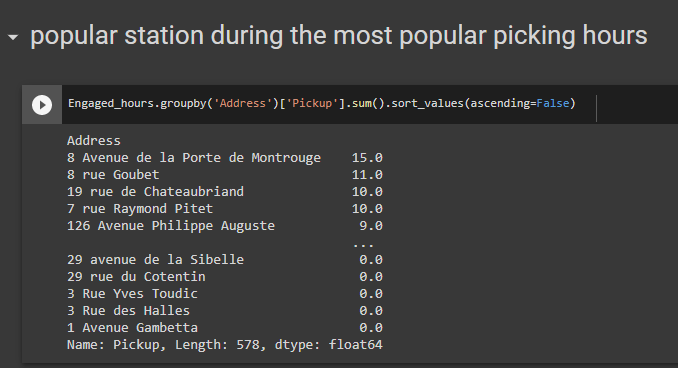 popular station during the most popular picking hours
Engaged_hours.groupby('Address')['Pickup'].sum().sort_values(ascending=False)
Address
8 Avenue de la Porte de Montrouge    15.0
8 rue Goubet                         11.0
19 rue de Chateaubriand              10.0
7 rue Raymond Pitet                  10.0
126 Avenue Philippe Auguste           9.0
                                     ...
29 avenue de la Sibelle               0.0
29 rue du Cotentin                    0.0
3 Rue Yves Toudic                     0.0
3 Rue des Halles                      0.0
1 Avenue Gambetta                     0.0
Name: Pickup, Length: 578, dtype: float64